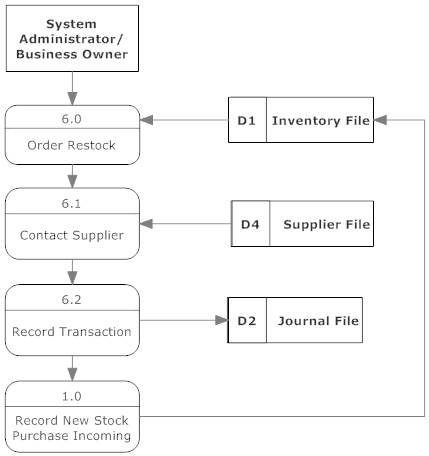 System
Administrator/
Business Owner
6.0
Order Restock
D1 Inventory File
6.1
Contact Supplier
D4 Supplier File
6.2
Record Transaction
D2 Journal File
1.0
Record New Stock
Purchase Incoming